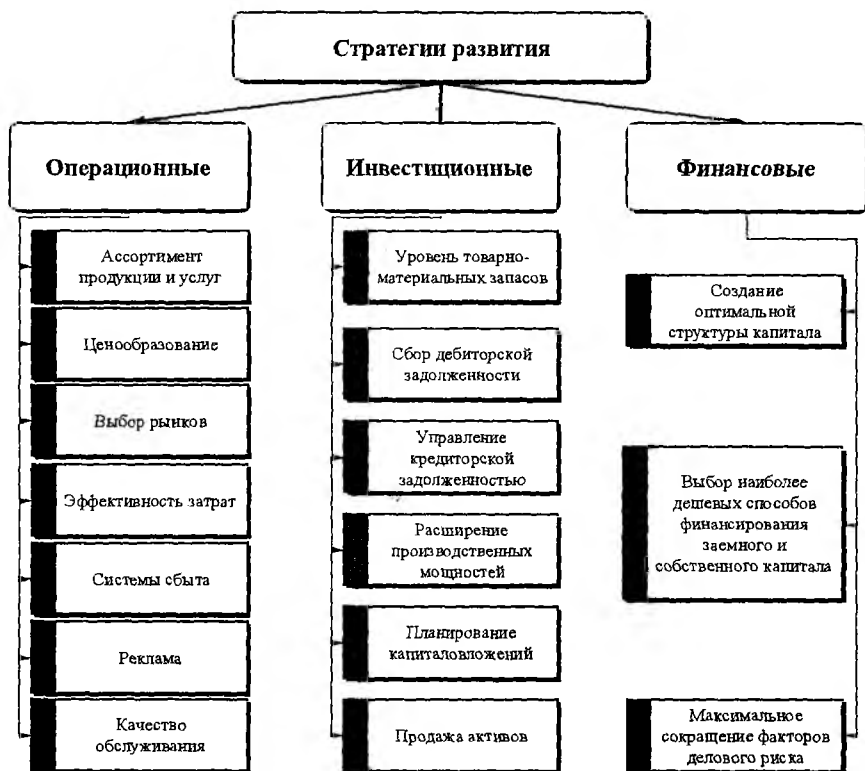 Стратегии развития
Операционные
Ассортимент
продукции и услуг
Ценообразование
Выбор рынков
Эффективность затрат
Системы сбыта
Реклама
Качество
обслуживания
Инвестиционные
Уровень товарно-
материальных запасов
Сбор дебиторской
задолженности
Управление
кредиторской
задолженностью
Расширение
производственных
мощностей
Планирование
капиталовложений
Продажа активов
Финансовые
Создание
оптимальной
структуры капитала
Выбор наиболее
дешевых способов
финансирования
заемного и
собственного капитала
Максимальное
сокращение факторов
делового риска